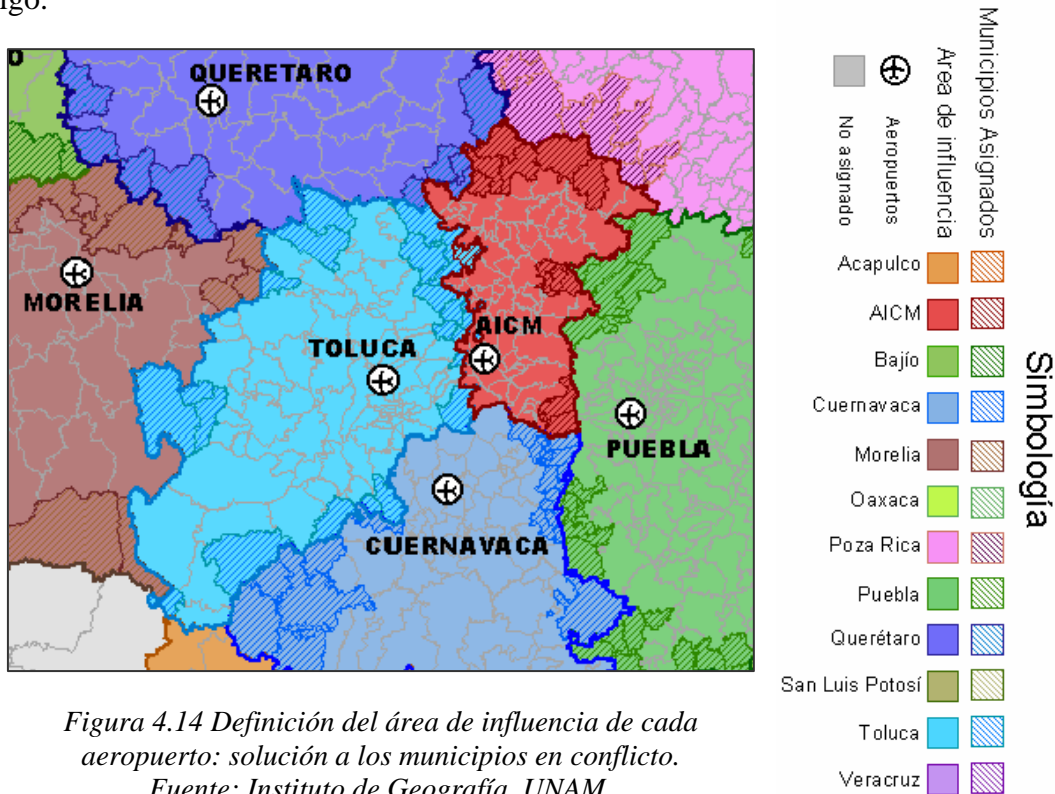 QUERETARO
MORELIA
TOLUCA
AICM
PUEBLA
CUERNAVACA
Simbología
Municipios Asignados
Area de influencia
Aeropuertos
No asignado
Acapulco
AICM
Bajío
Cuernavaca
Morelia
Oaxaca
Poza Rica
Puebla
Querétaro
San Luis Potosí
Toluca
Veracruz
Figura 4.14 Definición del área de influencia de cada
aeropuerto: solución a los municipios en conflicto.
Fuente: Instituto de Geografía, UNAM